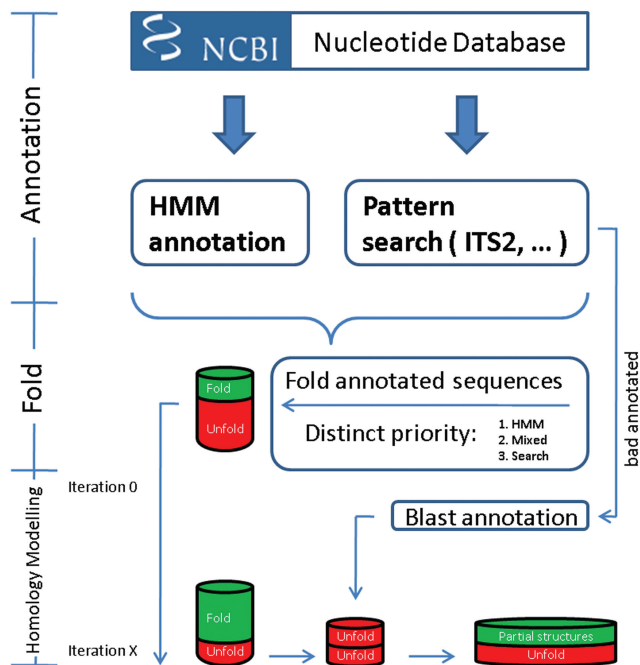 NCBI Nucleotide Database
Annotation
HMM
annotation
Pattern
search ( ITS2, ... )
bad annotated
Fold
Fold
Unfold
Fold annotated sequences
Distinct priority:
1. HMM
2. Mixed
3. Search
Homology Modelling
Iteration 0
Blast annotation
Iteration X
Fold
Unfold
Unfold
Unfold
Partial structures
Unfold